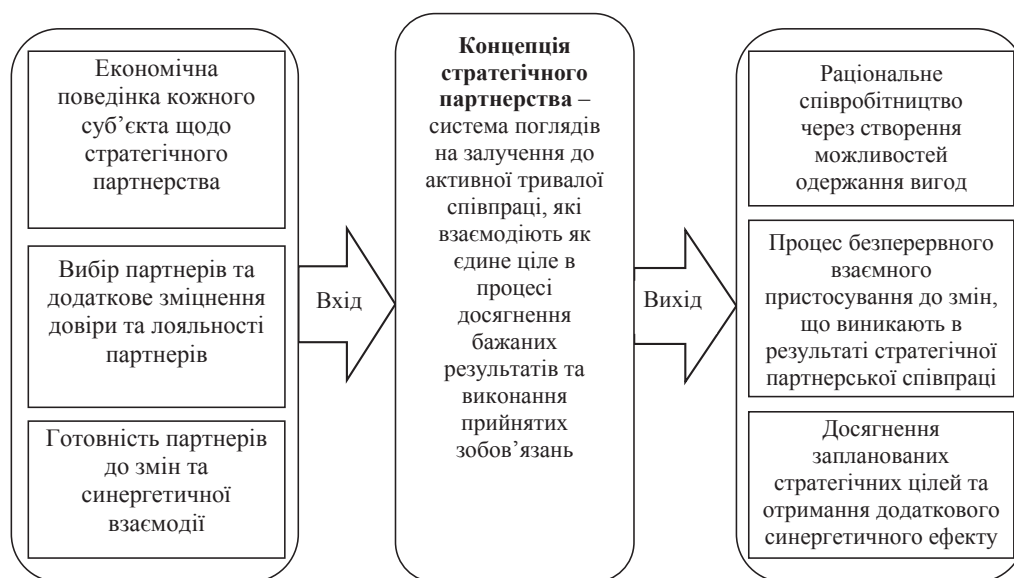 Економічна
поведінка кожного
суб’єкта щодо
стратегічного
партнерства
Вибір партнерів та
додаткове зміцнення
довіри та лояльності
партнерів
Готовність партнерів
до змін та
синергетичної
взаємодії
Вхід
Концепція
стратегічного
партнерства –
система поглядів
на залучення до
активної тривалої
співпраці, які
взаємодіють як
єдине ціле в
процесі
досягнення
бажаних
результатів та
виконання
прийнятих
зобов’язань
Вихід
Раціональне
співробітництво
через створення
можливостей
одержання вигод
Процес безперервного
взаємного
пристосування до змін,
що виникають в
результаті стратегічної
партнерської співпраці
Досягнення
запланованих
стратегічних цілей та
отримання додаткового
синергетичного ефекту